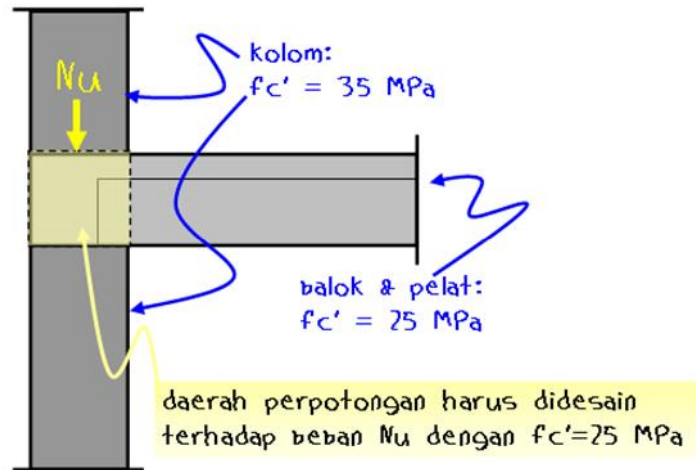 Nu
kolom:
fc' = 35 MPa
balok & pelat:
fc' = 25 MPa
daerah perpotongan harus didesain
terhadap beban Nu dengan fc'=25 MPa